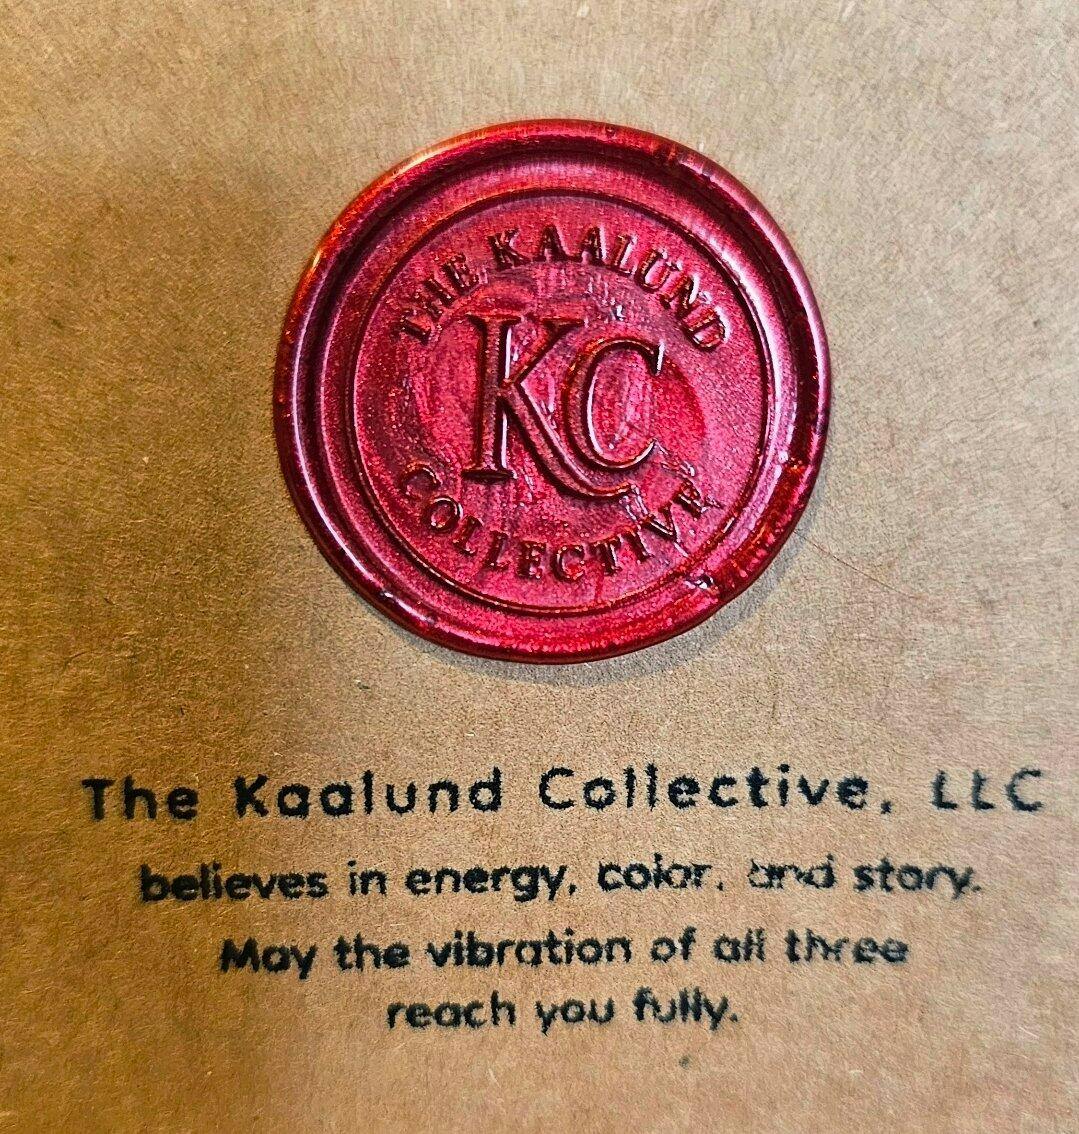 THE KAALUND
KC
COLLECTIVE
The Kaalund Collective, LLC
believes in energy, color, and story.
May the vibration of all three
reach you fully.